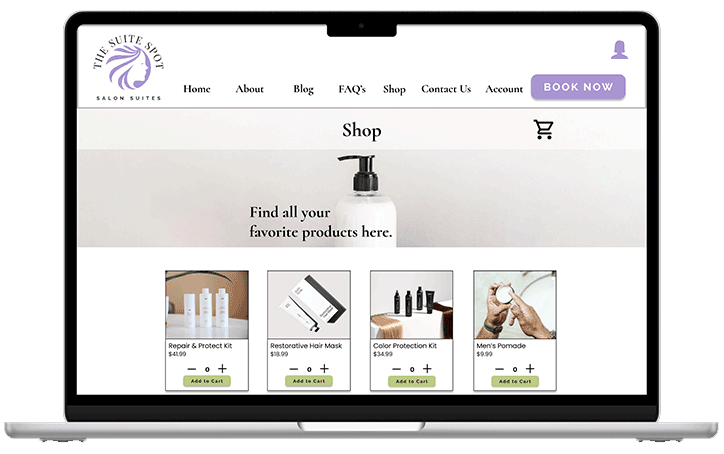 THE SUITE SPOT
SALON SUITES
Home About Blog FAQ's Shop Contact Us Account BOOK NOW
Shop
Find all your
favorite products here.
Repair & Protect Kit
$41.99
0
Add to Cart
Restorative Hair Mask
$18.99
0
Add to Cart
Color Protection Kit
$34.99
0
Add to Cart
Men's Pomade
$9.99
0
Add to Cart